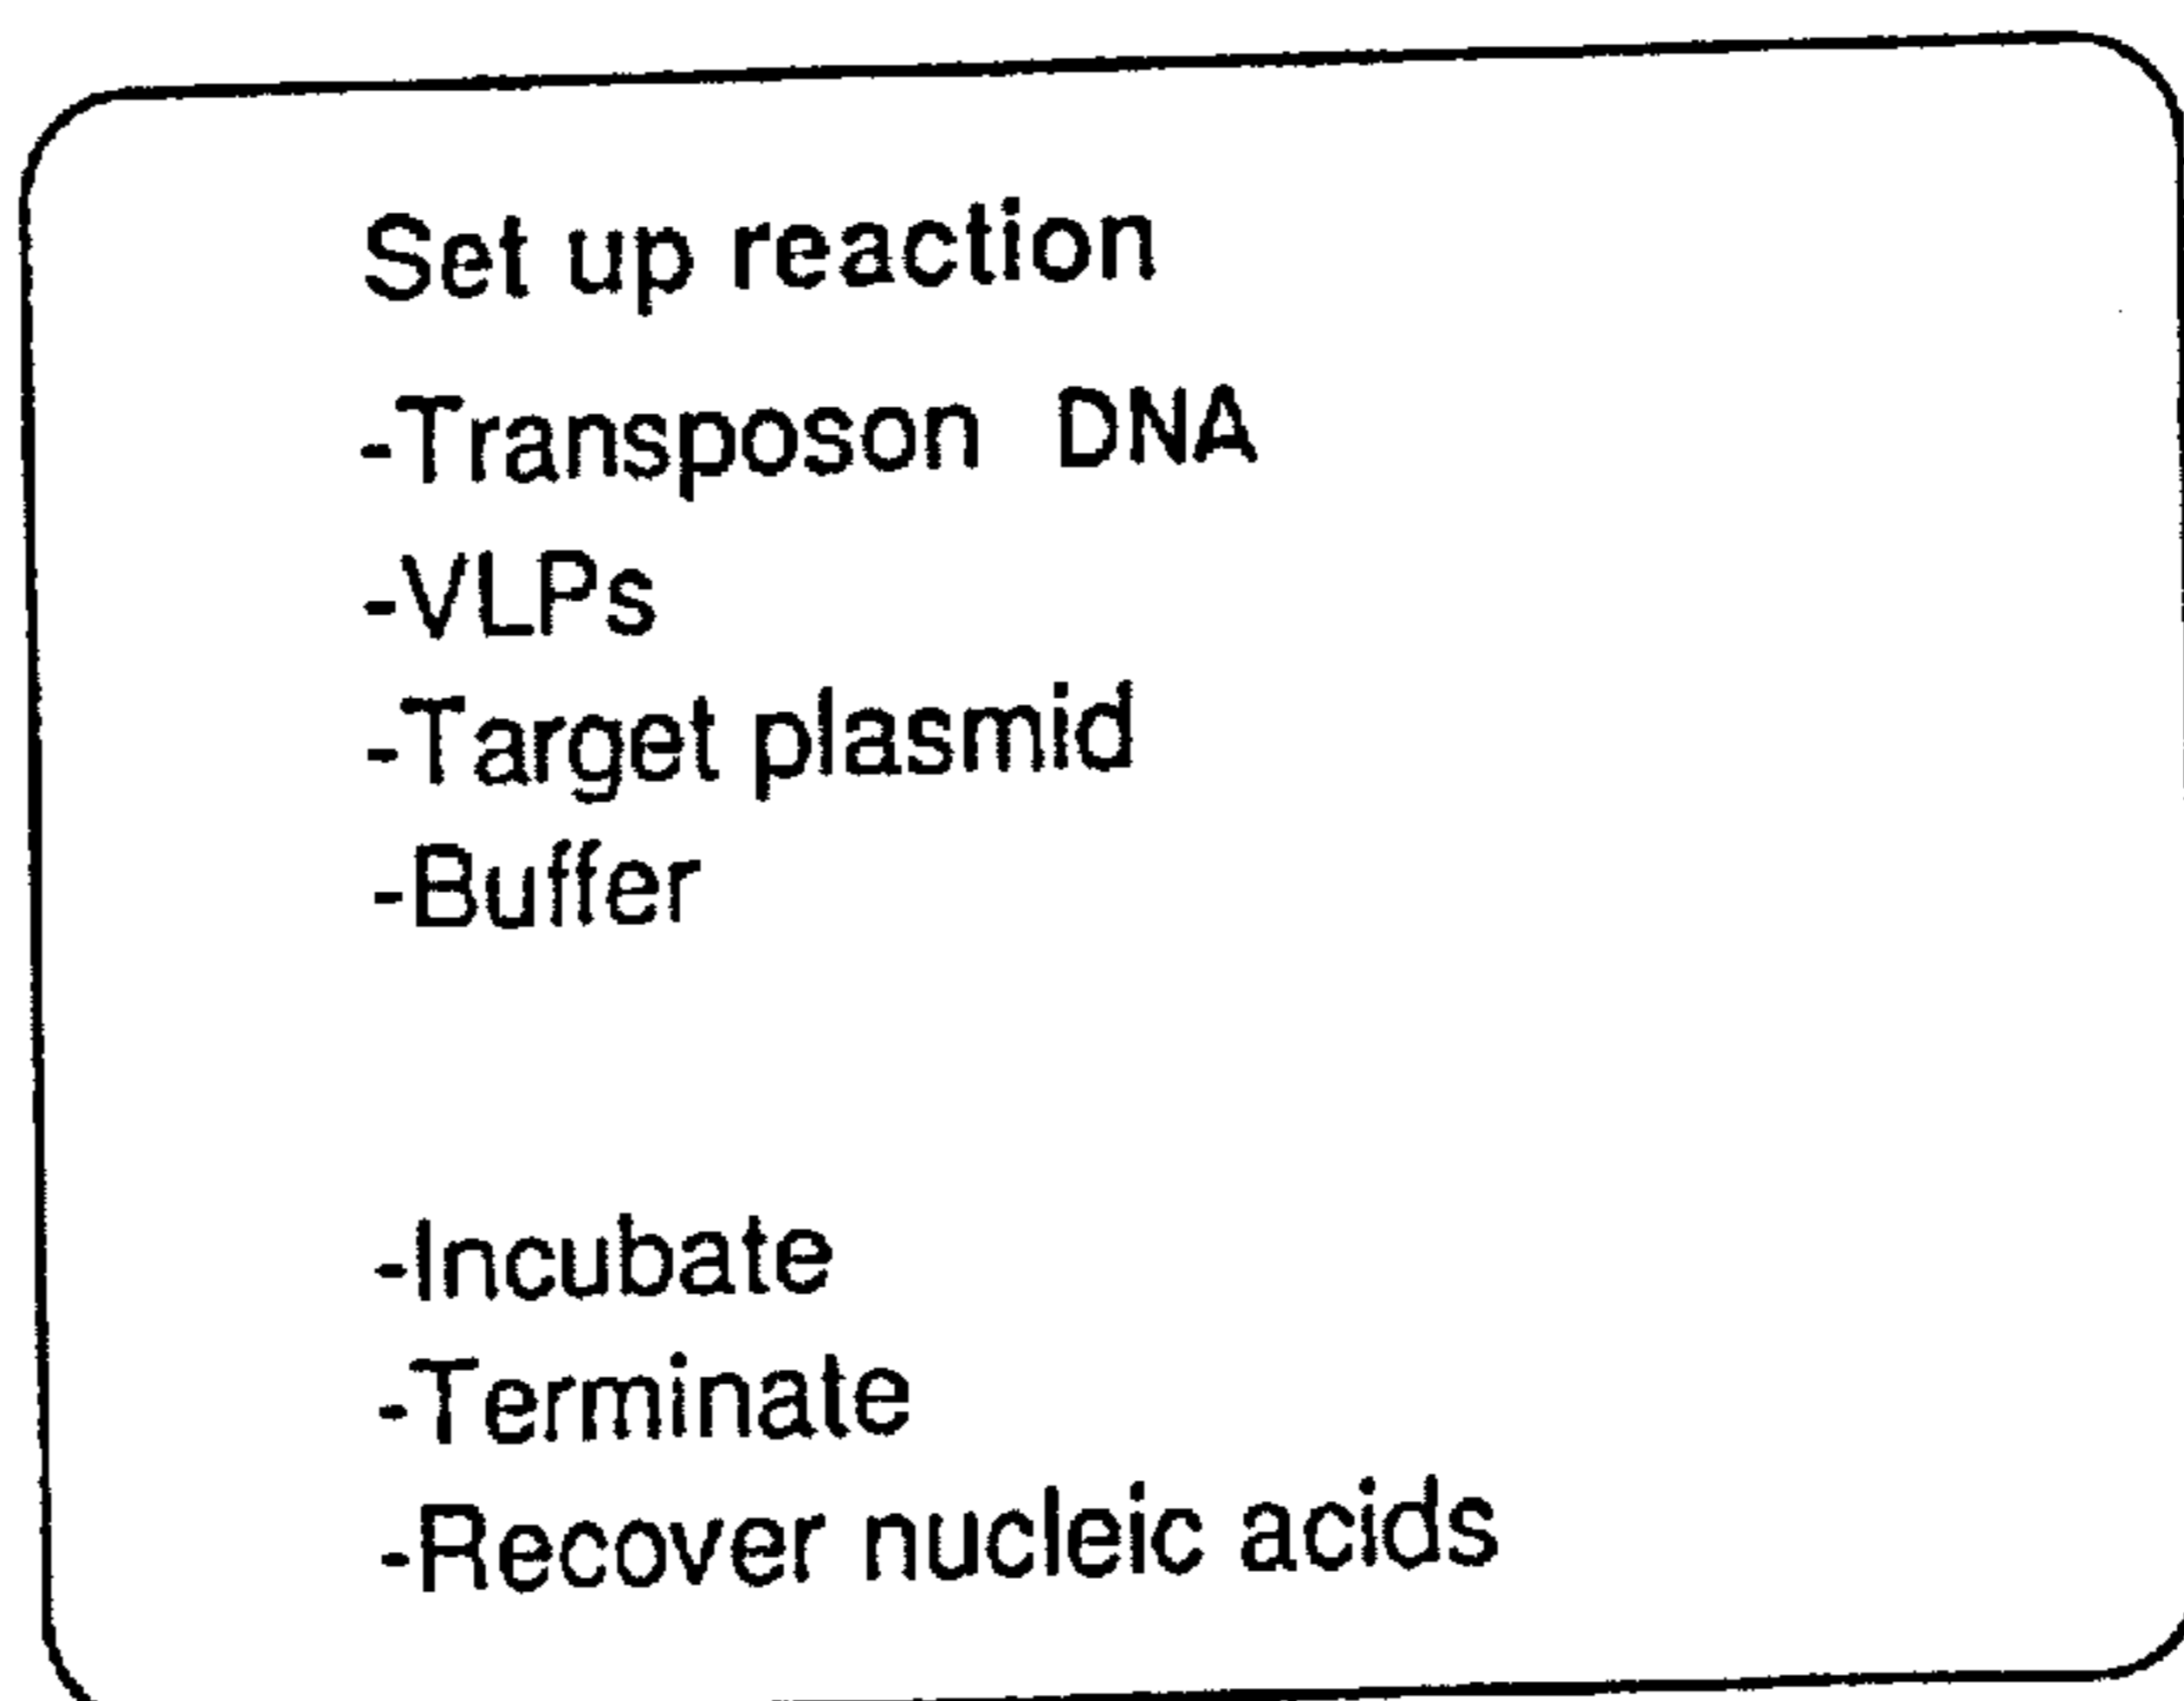 Set up reaction
-Transposon DNA
-VLPs
-Target plasmid
-Buffer
-Incubate
-Terminate
-Recover nucleic acids